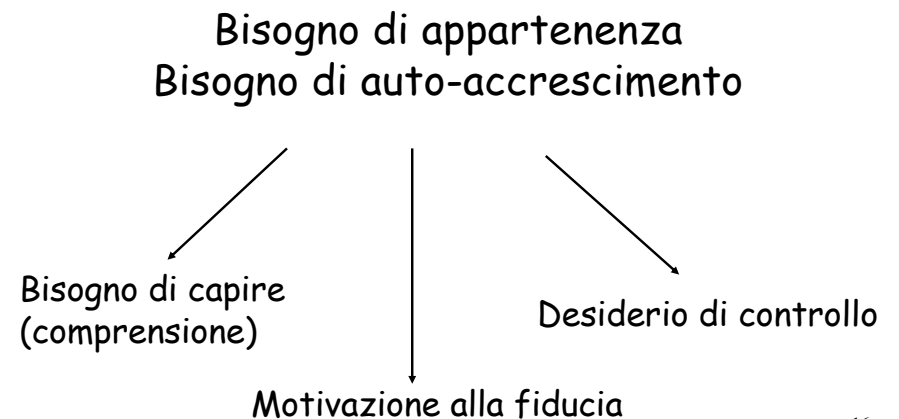 Bisogno di appartenenza
Bisogno di auto-accrescimento
Bisogno di capire
(comprensione)
Desiderio di controllo
Motivazione alla fiducia